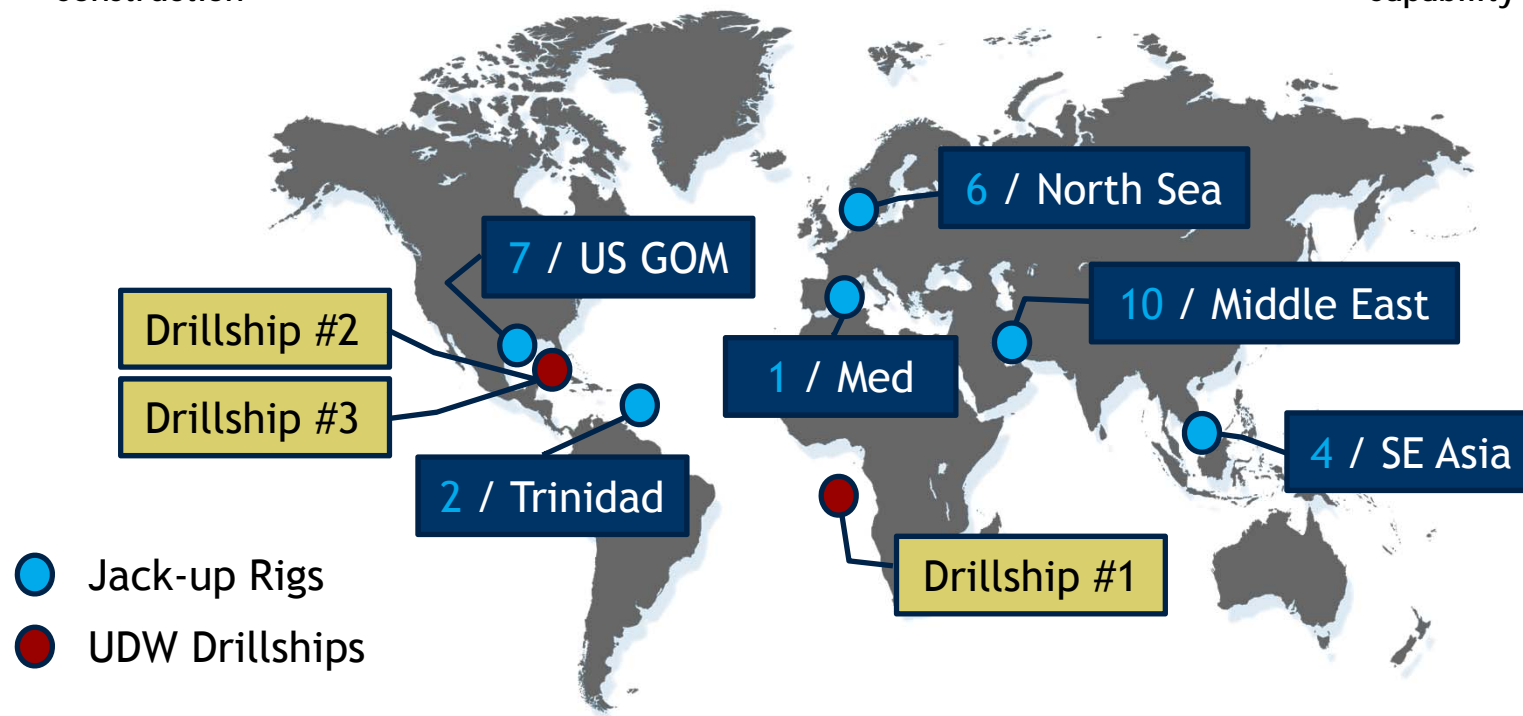 6 / North Sea
7 / US GOM
10 / Middle East
Drillship #2
1 / Med
Drillship #3
4 / SE Asia
2 / Trinidad
Drillship #1
Jack-up Rigs
UDW Drillships